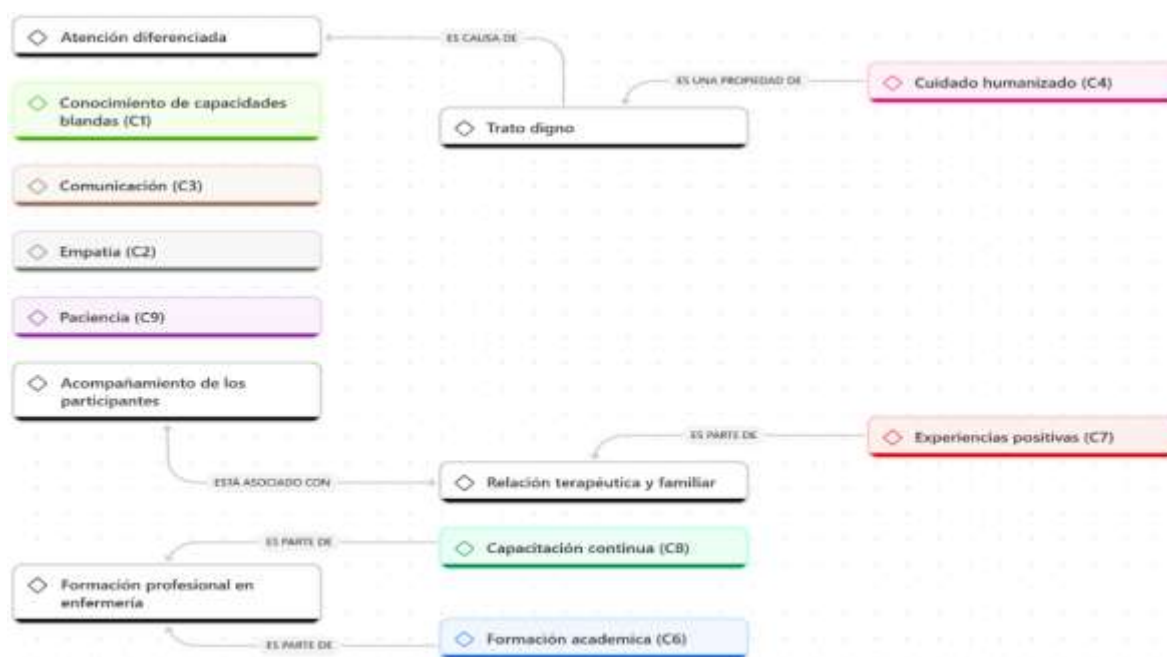 Atención diferenciada
ES CAUSA DE
ES UNA PROPIEDAD DE
Cuidado humanizado (C4)
Conocimiento de capacidades
blandas (C1)
Trato digno
Comunicación (C3)
Empatía (C2)
Paciencia (C9)
Acompañamiento de los
participantes
ES PARTE DE
Experiencias positivas (C7)
ESTÁ ASOCIADO CON
Relación terapéutica y familiar
ES PARTE DE
Capacitación continua (C8)
Formación profesional en
enfermería
ES PARTE DE
Formación academica (C6)